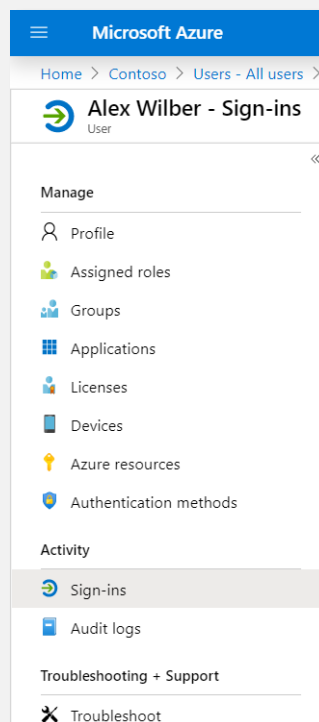 Microsoft Azure
Home > Contoso > Users - All users >
Alex Wilber - Sign-ins
User
«
Manage
Profile
Assigned roles
Groups
Applications
Licenses
Devices
Azure resources
Authentication methods
Activity
Sign-ins
Audit logs
Troubleshooting + Support
Troubleshoot